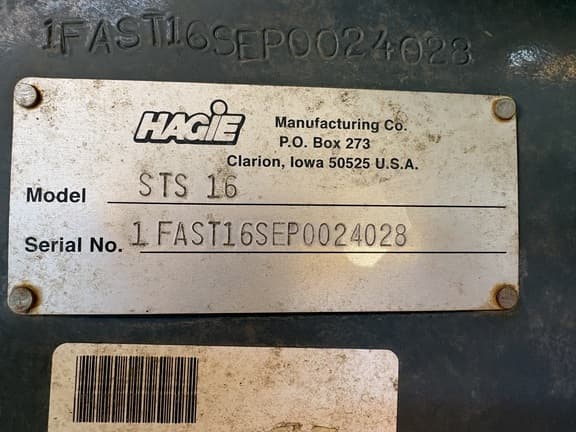 1FAST16SEP0024028
HAGIE
Manufacturing Co.
P.O. Box 273
Clarion, Iowa 50525 U.S.A.
Model STS 16
Serial No. 1FAST16SEP0024028